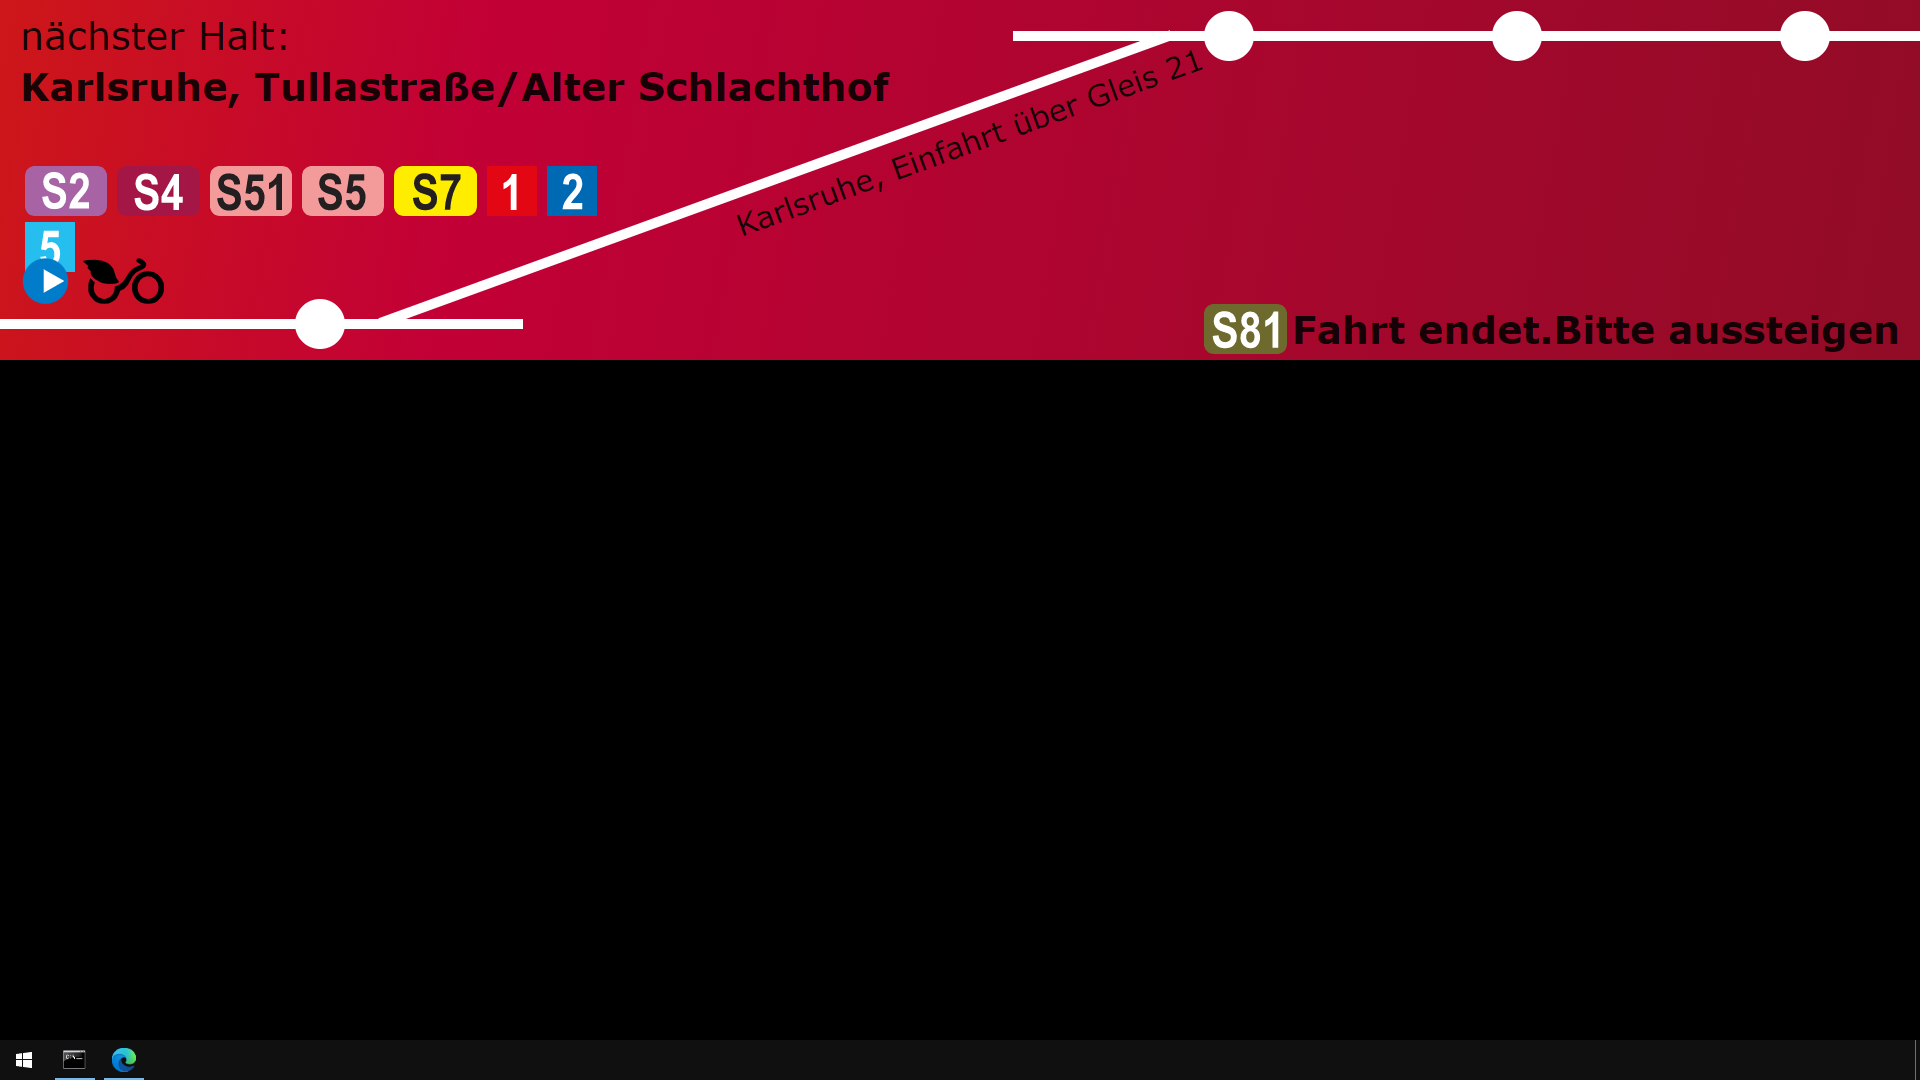 nächster Halt:
Karlsruhe, Tullastraße/Alter Schlachthof
Karlsruhe, Einfahrt über Gleis 21
S2 S4 S51 S5 S7 1 2
5
S81 Fahrt endet.Bitte aussteigen